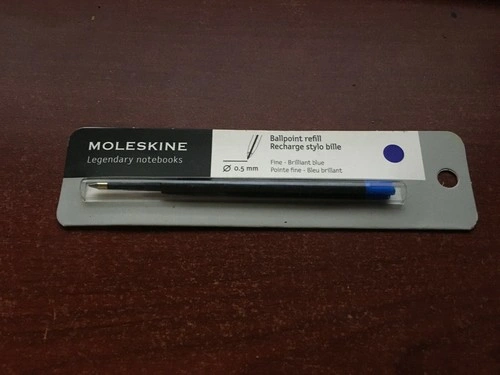 MOLESKINE
Legendary notebooks
Ø 0.5 mm
Ballpoint refill
Recharge stylo bille
Fine - Brilliant blue
Pointe fine - Bleu brillant